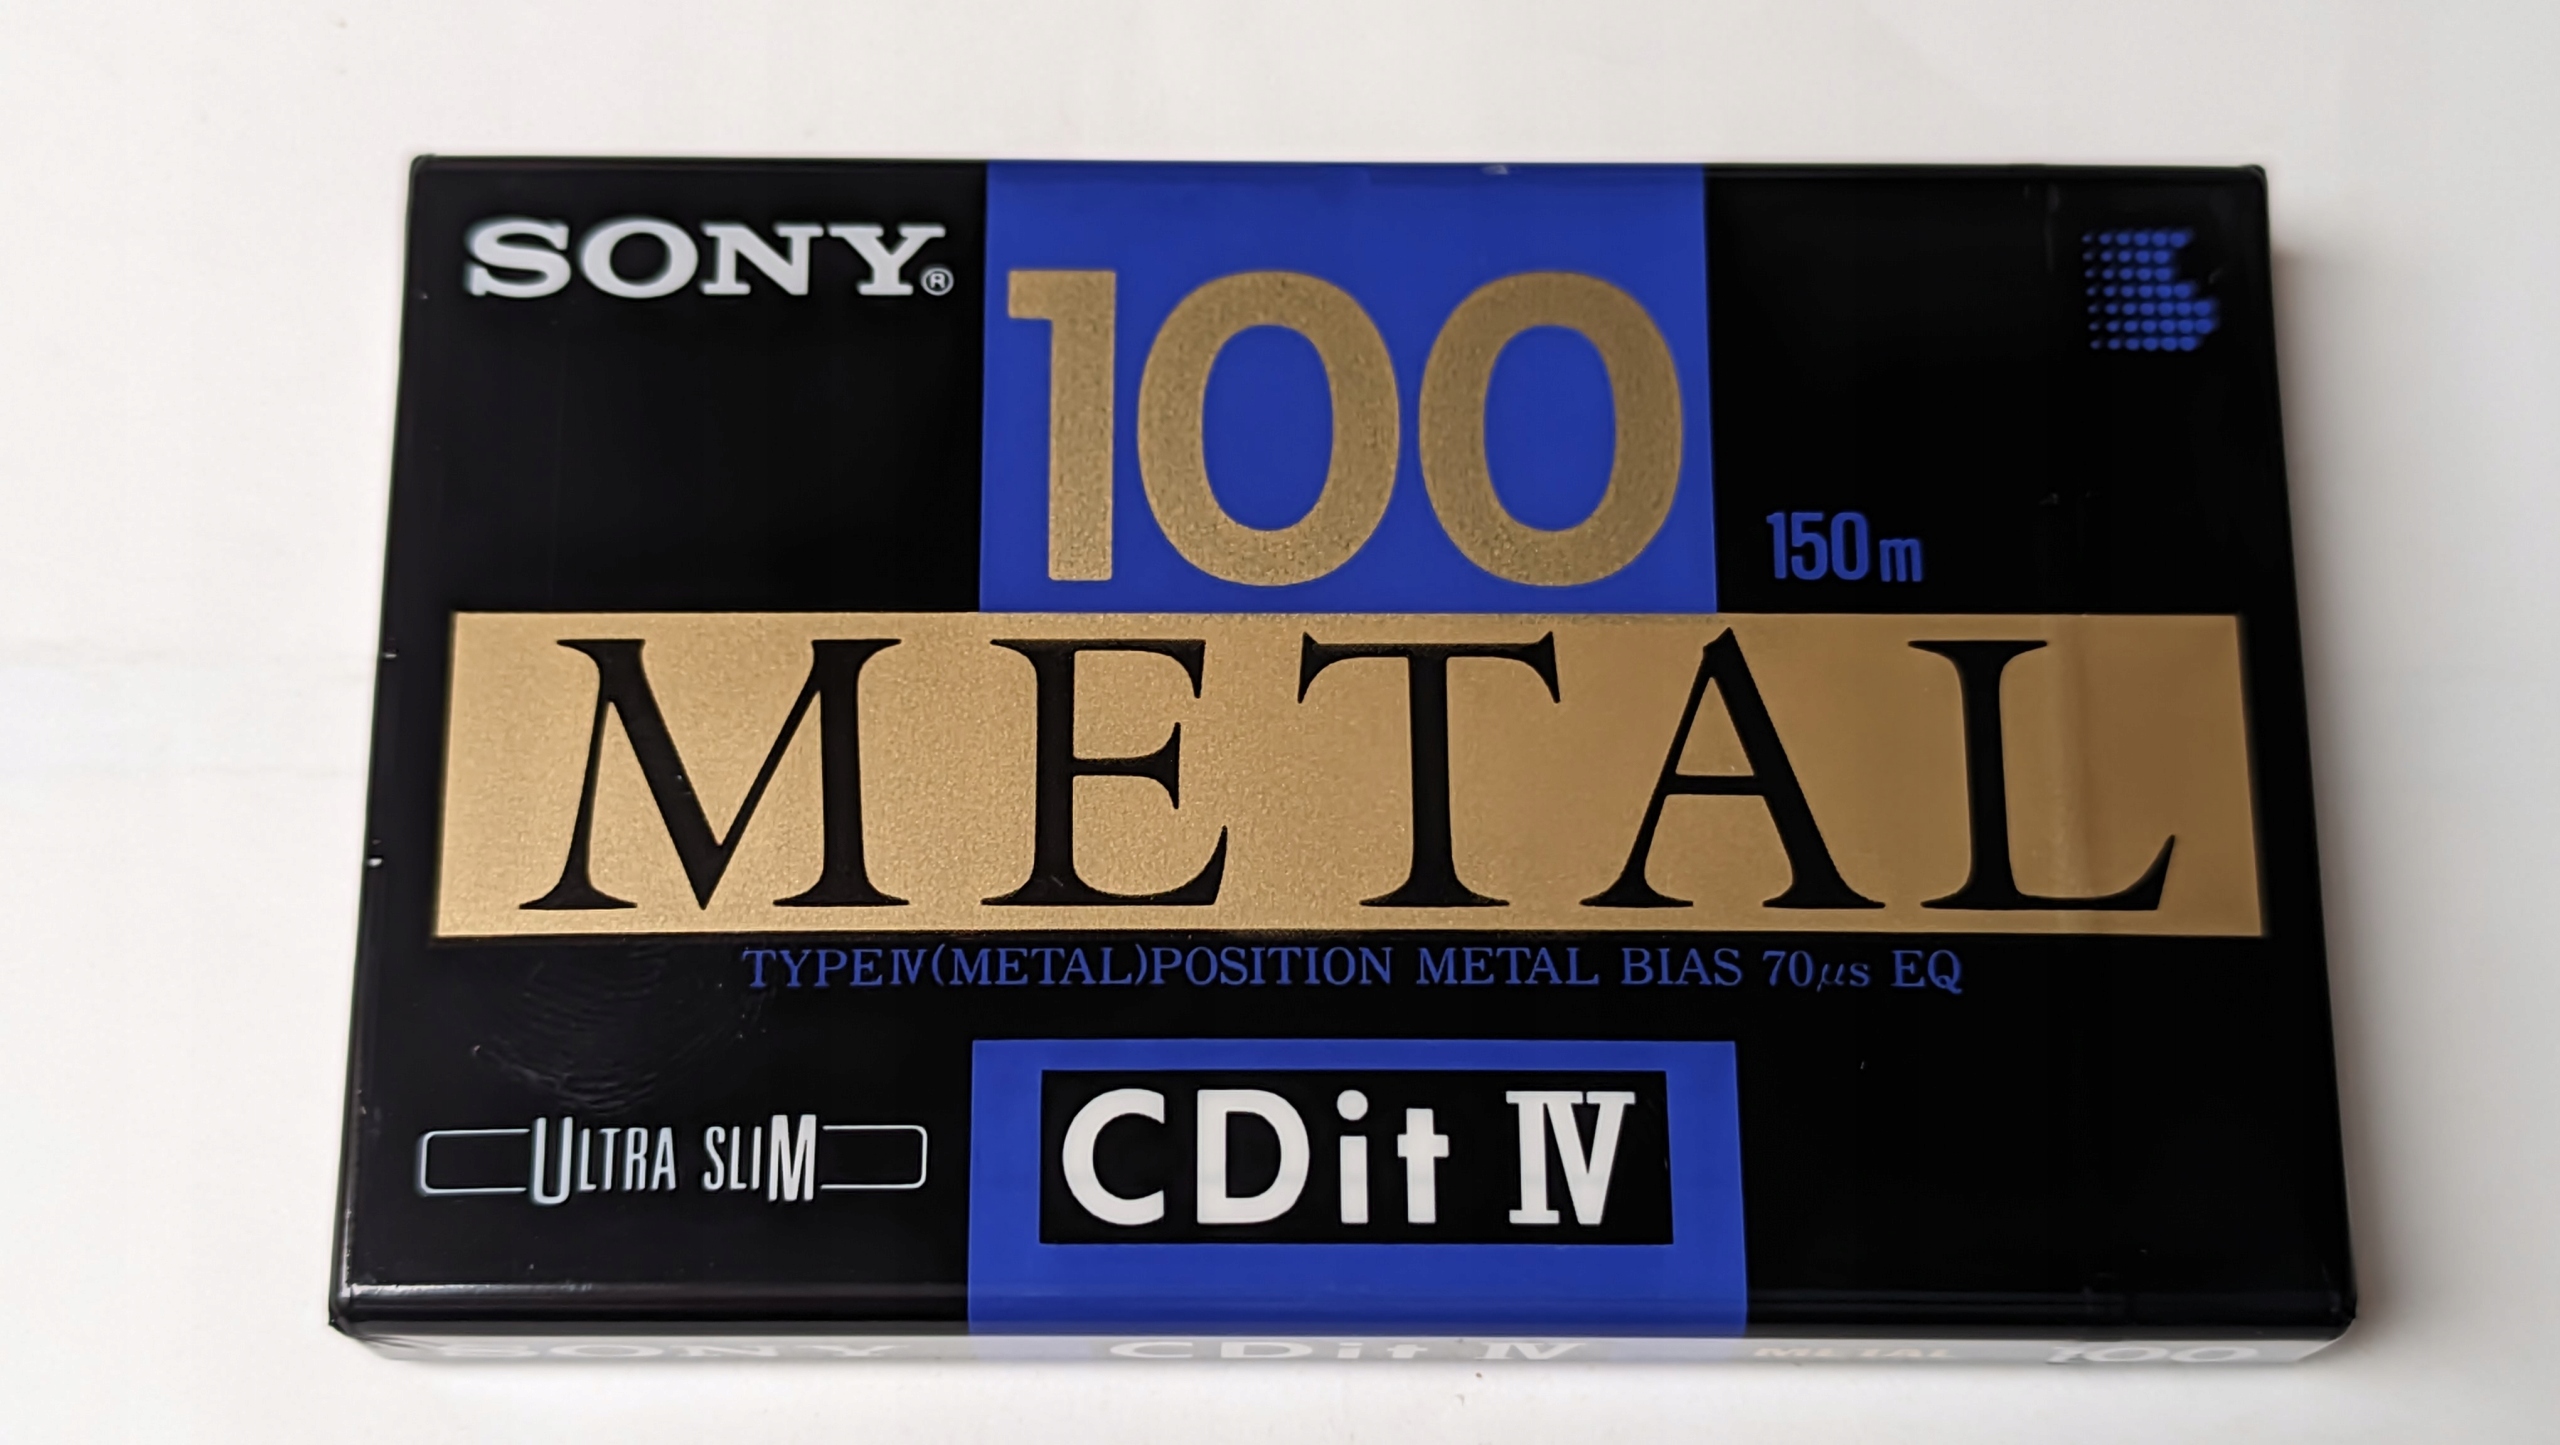 SONY®
100
150m
METAL
TYPEⅣ(METAL)POSITION METAL BIAS 70μs EQ
ULTRA SLIM
CDit Ⅳ
SONY CDit Ⅳ METAL 100